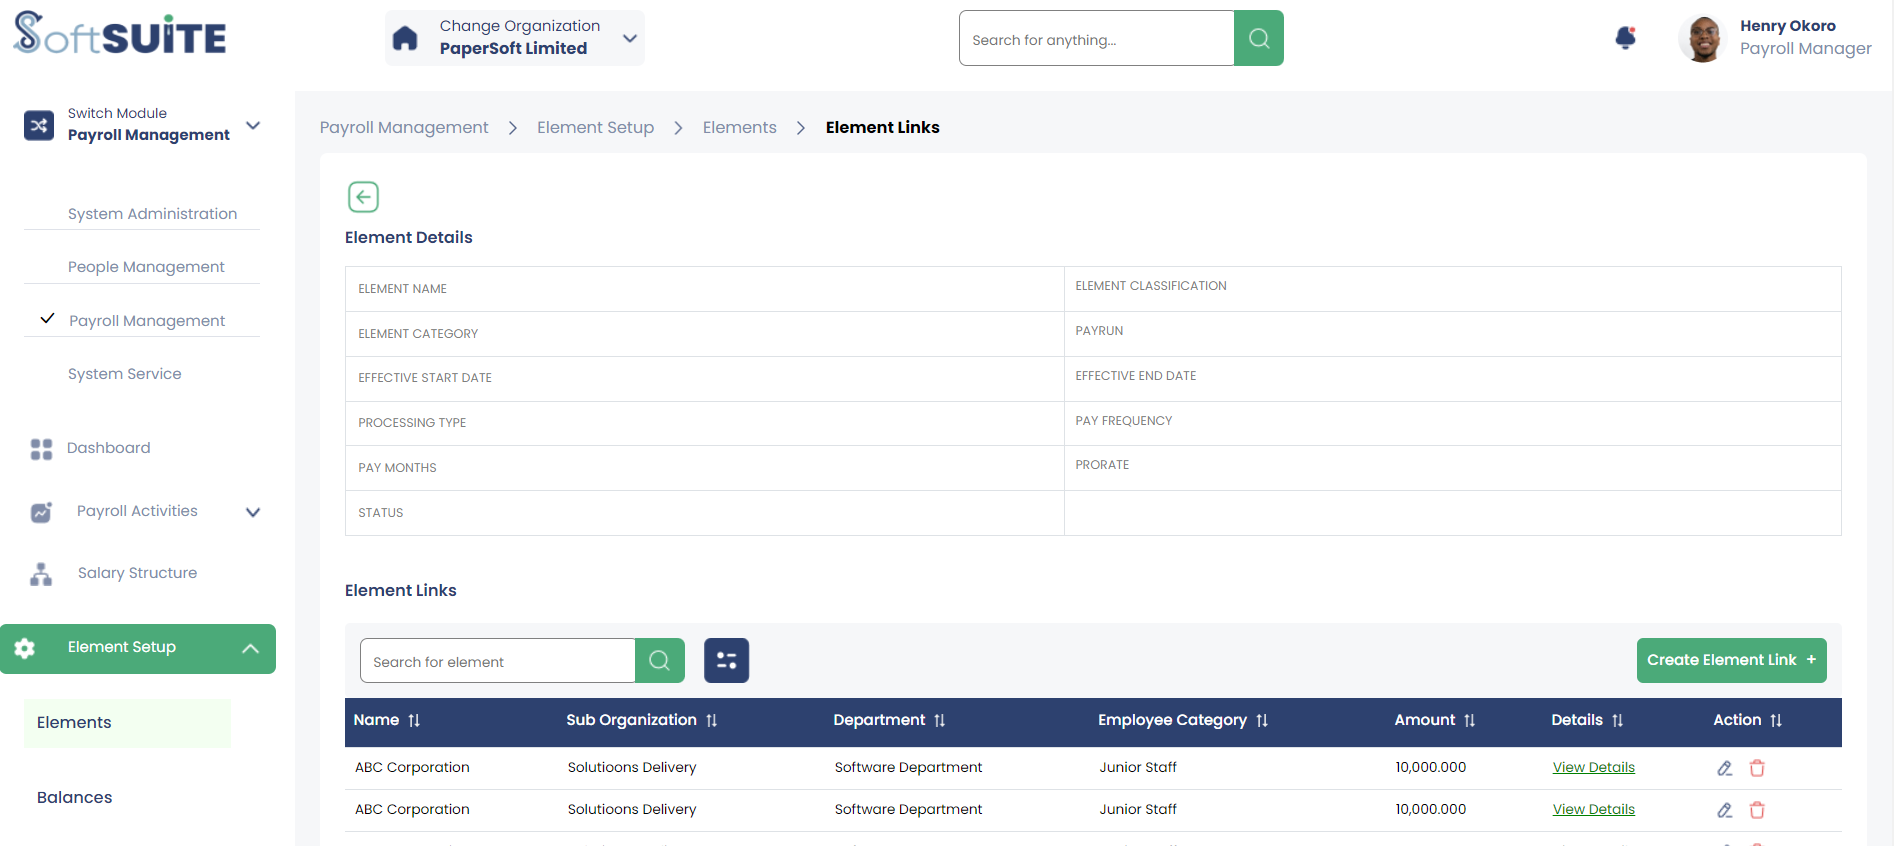 SoftSUITE
Change Organization
PaperSoft Limited
Search for anything...
Henry Okoro
Payroll Manager
Switch Module
Payroll Management
System Administration
People Management
Payroll Management
System Service
Dashboard
Payroll Activities
Salary Structure
Element Setup
Elements
Balances
Payroll Management > Element Setup > Elements > Element Links
Element Details
ELEMENT NAME
ELEMENT CLASSIFICATION
ELEMENT CATEGORY
PAYRUN
EFFECTIVE START DATE
EFFECTIVE END DATE
PROCESSING TYPE
PAY FREQUENCY
PAY MONTHS
PRORATE
STATUS
Element Links
Search for element
Create Element Link +
Name Sub Organization Department Employee Category Amount Details Action
ABC Corporation Solutioons Delivery Software Department Junior Staff 10,000.000 View Details
ABC Corporation Solutioons Delivery Software Department Junior Staff 10,000.000 View Details